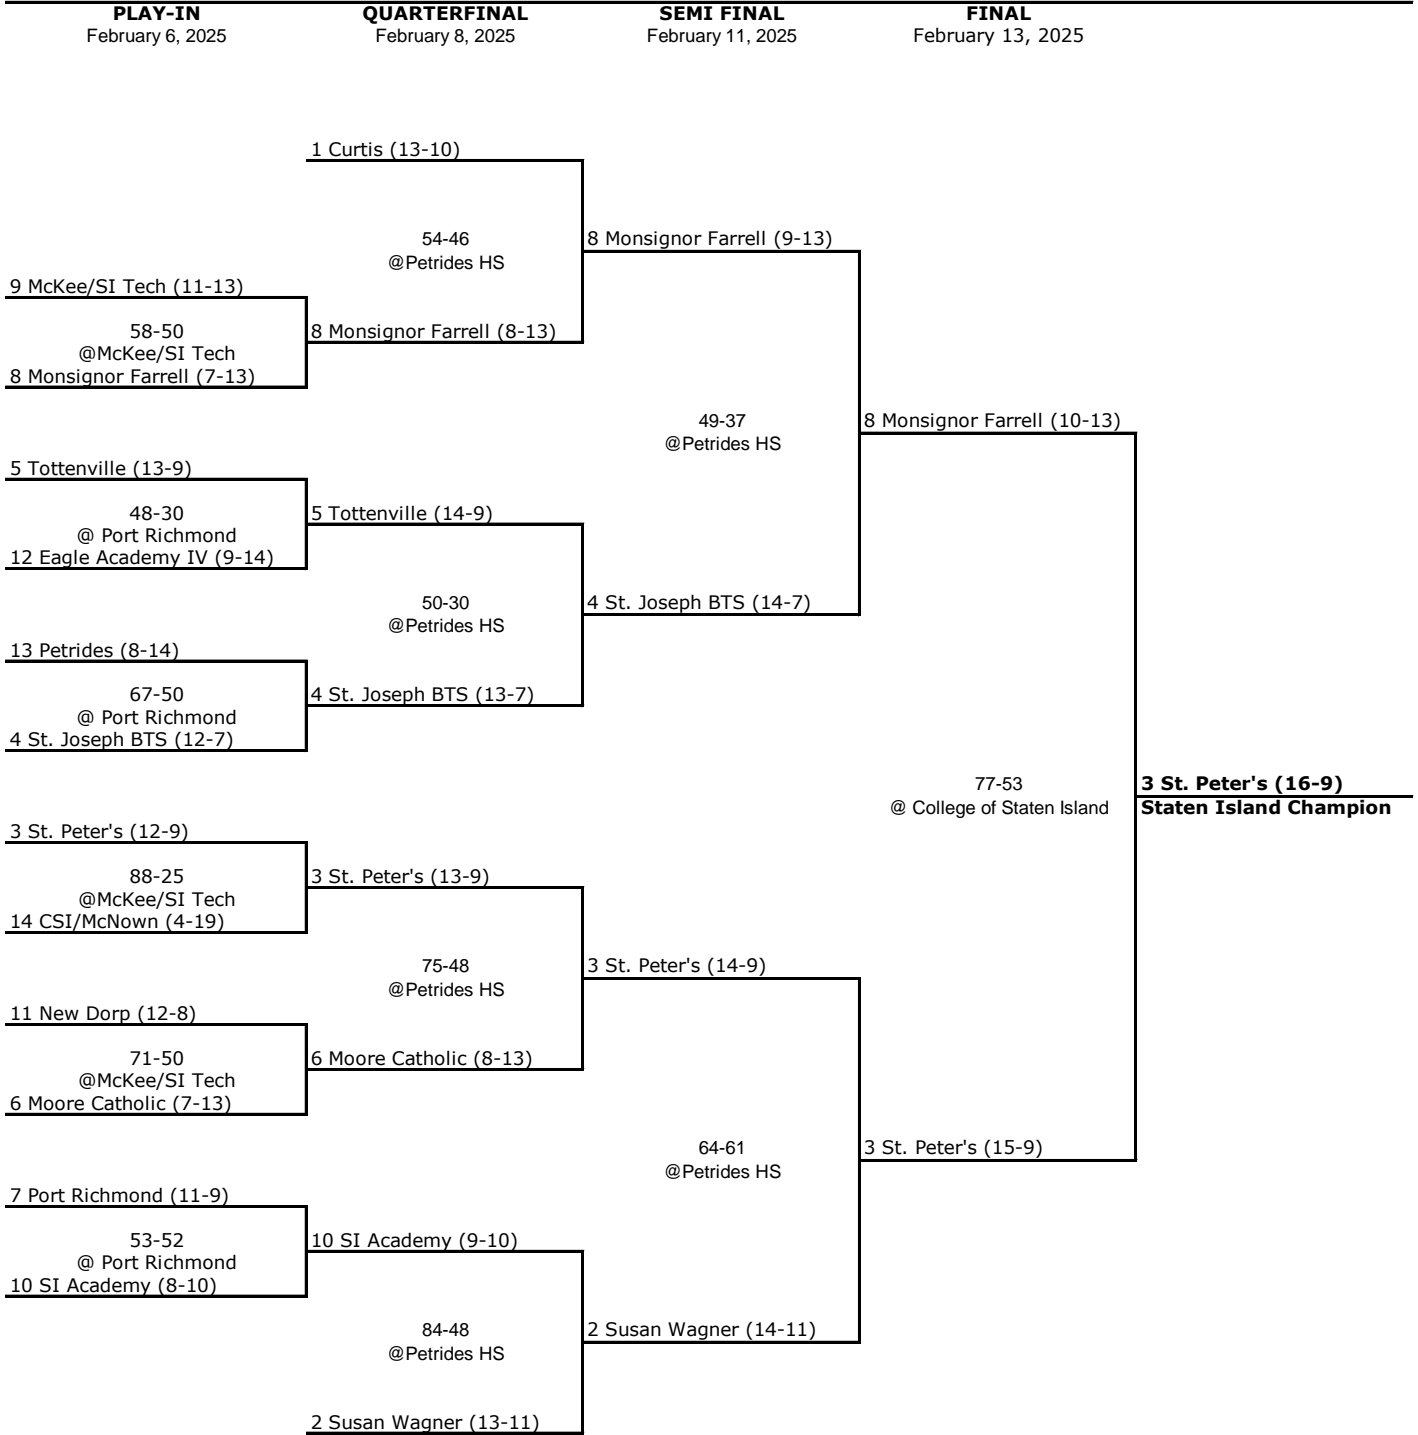 PLAY-IN
February 6, 2025
QUARTERFINAL
February 8, 2025
SEMI FINAL
February 11, 2025
FINAL
February 13, 2025
1 Curtis (13-10)
54-46
@Petrides HS
8 Monsignor Farrell (9-13)
9 McKee/SI Tech (11-13)
58-50
@McKee/SI Tech
8 Monsignor Farrell (7-13)
8 Monsignor Farrell (8-13)
49-37
@Petrides HS
8 Monsignor Farrell (10-13)
5 Tottenville (13-9)
48-30
@ Port Richmond
12 Eagle Academy IV (9-14)
5 Tottenville (14-9)
50-30
@Petrides HS
4 St. Joseph BTS (14-7)
13 Petrides (8-14)
67-50
@ Port Richmond
4 St. Joseph BTS (12-7)
4 St. Joseph BTS (13-7)
77-53
@ College of Staten Island
3 St. Peter's (16-9)
Staten Island Champion
3 St. Peter's (12-9)
88-25
@McKee/SI Tech
14 CSI/McNown (4-19)
3 St. Peter's (13-9)
75-48
@Petrides HS
3 St. Peter's (14-9)
11 New Dorp (12-8)
71-50
@McKee/SI Tech
6 Moore Catholic (7-13)
6 Moore Catholic (8-13)
64-61
@Petrides HS
3 St. Peter's (15-9)
7 Port Richmond (11-9)
53-52
@ Port Richmond
10 SI Academy (8-10)
10 SI Academy (9-10)
84-48
@Petrides HS
2 Susan Wagner (14-11)
2 Susan Wagner (13-11)